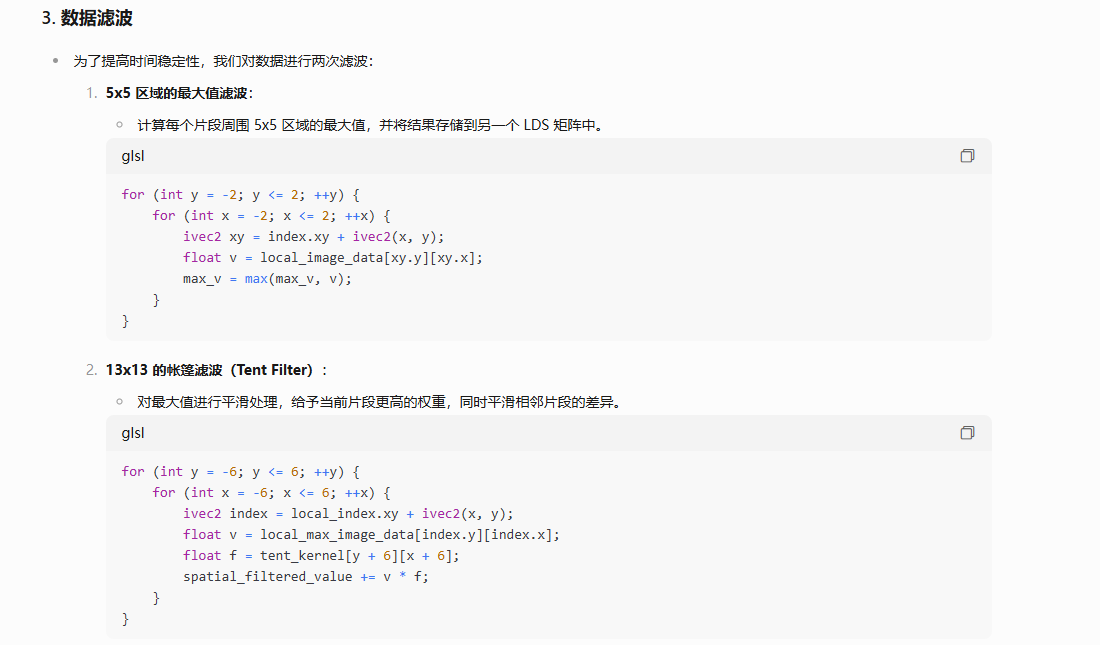 3. 数据滤波
为了提高时间稳定性，我们对数据进行两次滤波：
1. 5x5 区域的最大值滤波：
计算每个片段周围 5x5 区域的最大值，并将结果存储到另一个 LDS 矩阵中。
glsl
for (int y = -2; y <= 2; ++y) {
    for (int x = -2; x <= 2; ++x) {
        ivec2 xy = index.xy + ivec2(x, y);
        float v = local_image_data[xy.y][xy.x];
        max_v = max(max_v, v);
    }
}
2. 13x13 的帐篷滤波（Tent Filter）：
对最大值进行平滑处理，给予当前片段更高的权重，同时平滑相邻片段的差异。
glsl
for (int y = -6; y <= 6; ++y) {
    for (int x = -6; x <= 6; ++x) {
        ivec2 index = local_index.xy + ivec2(x, y);
        float v = local_max_image_data[index.y][index.x];
        float f = tent_kernel[y + 6][x + 6];
        spatial_filtered_value += v * f;
    }
}